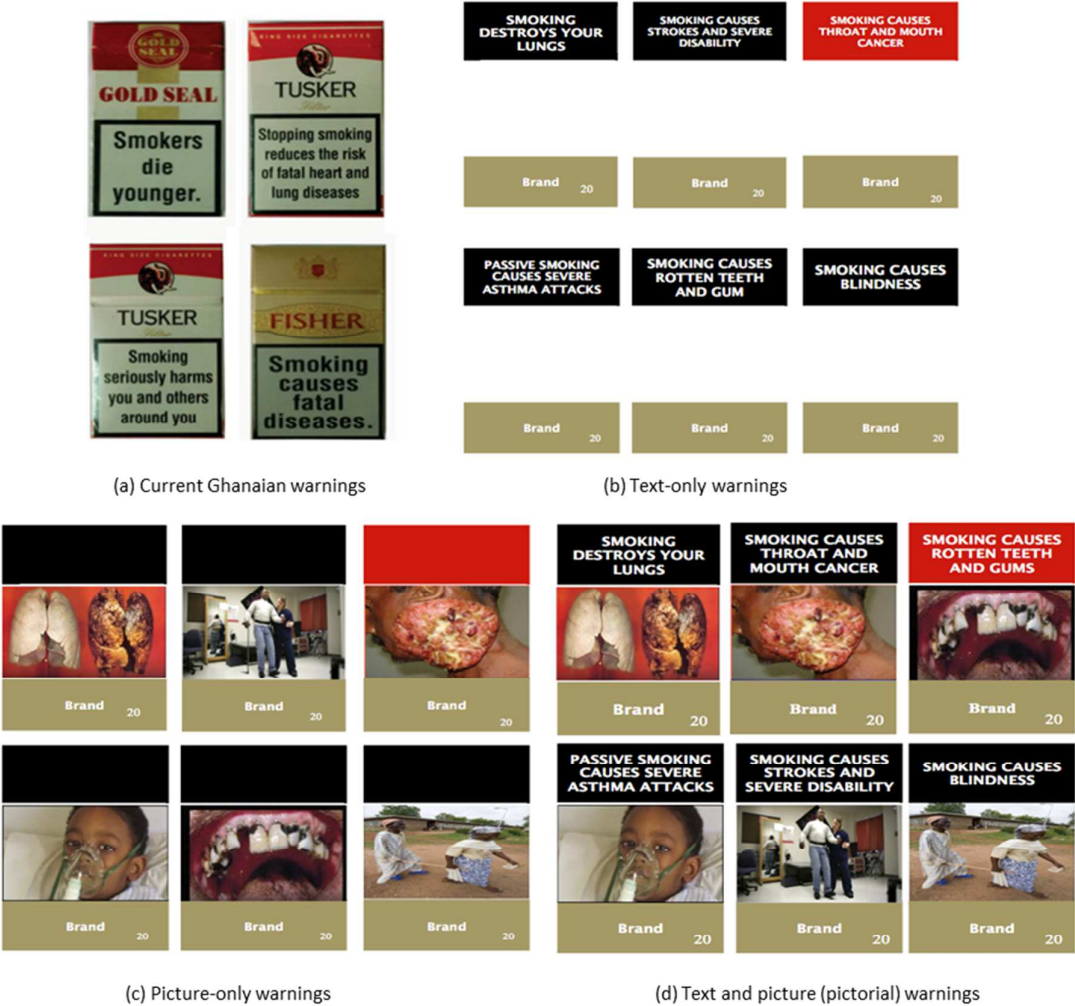 GOLD
SEAL
GOLD SEAL
Smokers
die
younger.
KING SIZE CIGARETTES
TUSKER
Filter
Stopping smoking
reduces the risk
of fatal heart and
lung diseases
KING SIZE CIGARETTES
TUSKER
Filter
Smoking
seriously harms
you and others
around you
FISHER
Smoking
causes
fatal
diseases.
(a) Current Ghanaian warnings
SMOKING
DESTROYS YOUR
LUNGS
Brand
20
SMOKING CAUSES
STROKES AND SEVERE
DISABILITY
Brand
20
SMOKING CAUSES
THROAT AND MOUTH
CANCER
Brand
20
PASSIVE SMOKING
CAUSES SEVERE
ASTHMA ATTACKS
Brand
20
SMOKING CAUSES
ROTTEN TEETH
AND GUM
Brand
20
SMOKING CAUSES
BLINDNESS
Brand
20
(b) Text-only warnings
Brand
20
Brand
20
Brand
20
Brand
20
Brand
20
Brand
20
(c) Picture-only warnings
SMOKING
DESTROYS YOUR
LUNGS
Brand
20
SMOKING CAUSES
THROAT AND
MOUTH CANCER
Brand
20
SMOKING CAUSES
ROTTEN TEETH
AND GUMS
Brand
20
PASSIVE SMOKING
CAUSES SEVERE
ASTHMA ATTACKS
Brand
20
SMOKING CAUSES
STROKES AND
SEVERE DISABILITY
Brand
20
SMOKING CAUSES
BLINDNESS
Brand
20
(d) Text and picture (pictorial) warnings